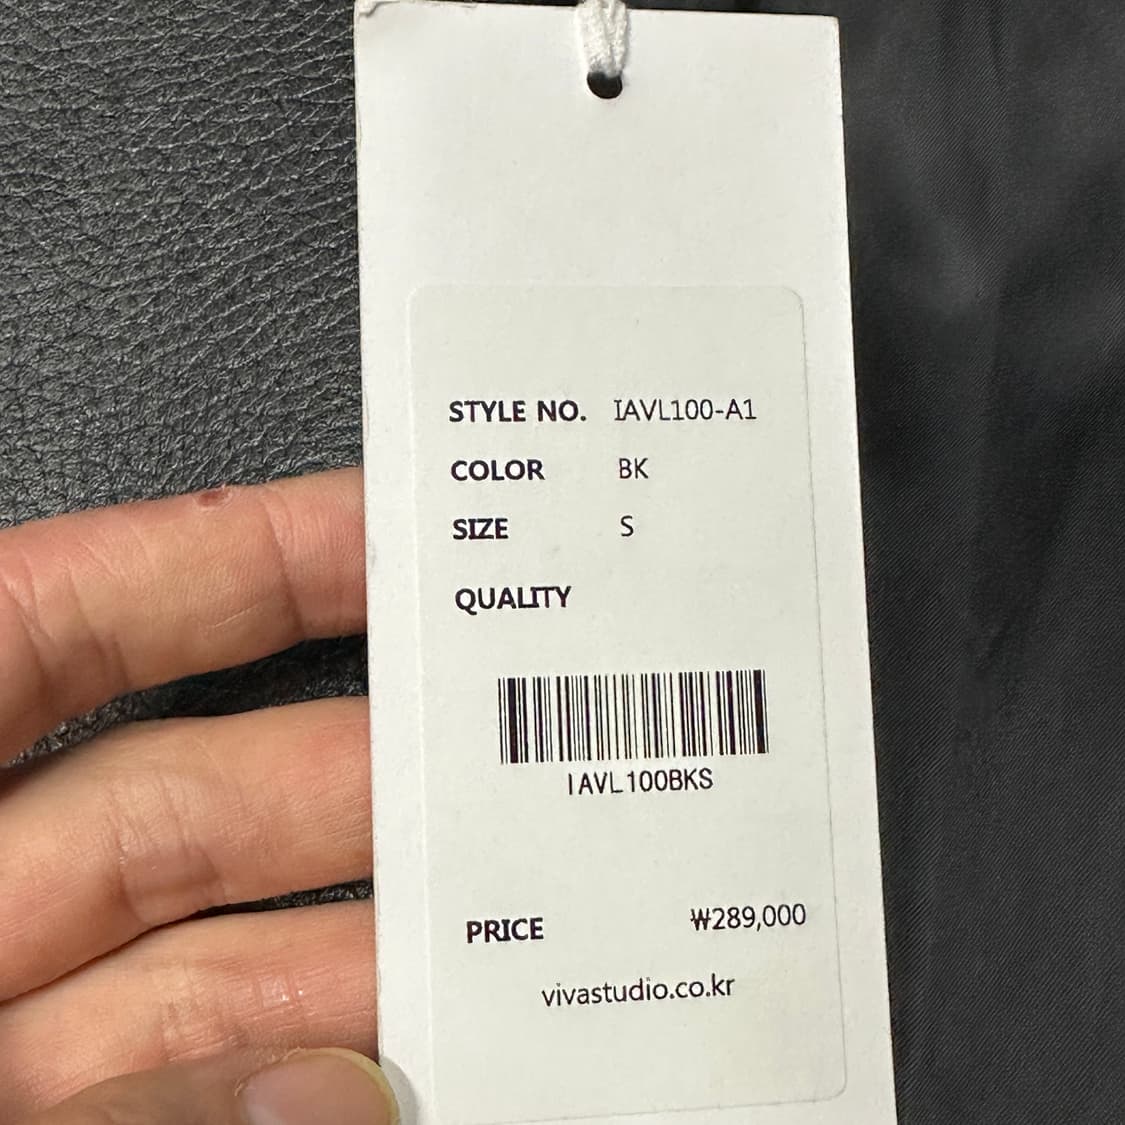 STYLE NO. IAVL100-A1
COLOR BK
SIZE S
QUALITY
IAVL100BKS
PRICE ₩289,000
vivastudio.co.kr